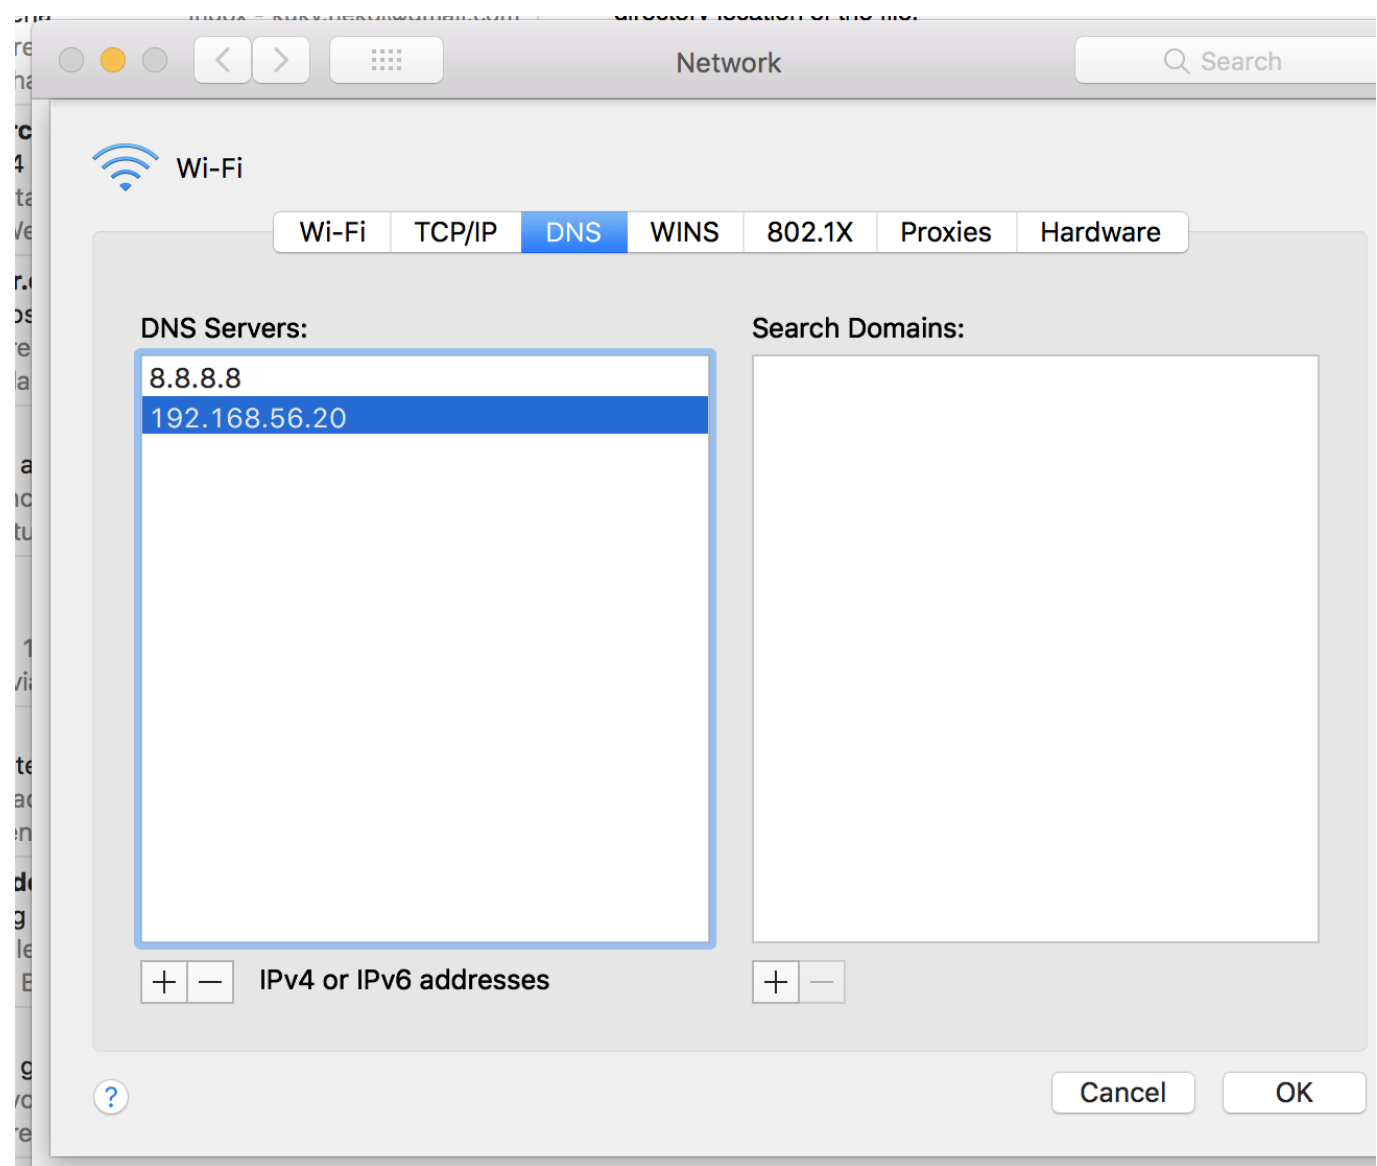 Network
Search
Wi-Fi
Wi-Fi TCP/IP DNS WINS 802.1X Proxies Hardware
DNS Servers:
Search Domains:
8.8.8.8
192.168.56.20
+ − IPv4 or IPv6 addresses
+ −
?
Cancel
OK